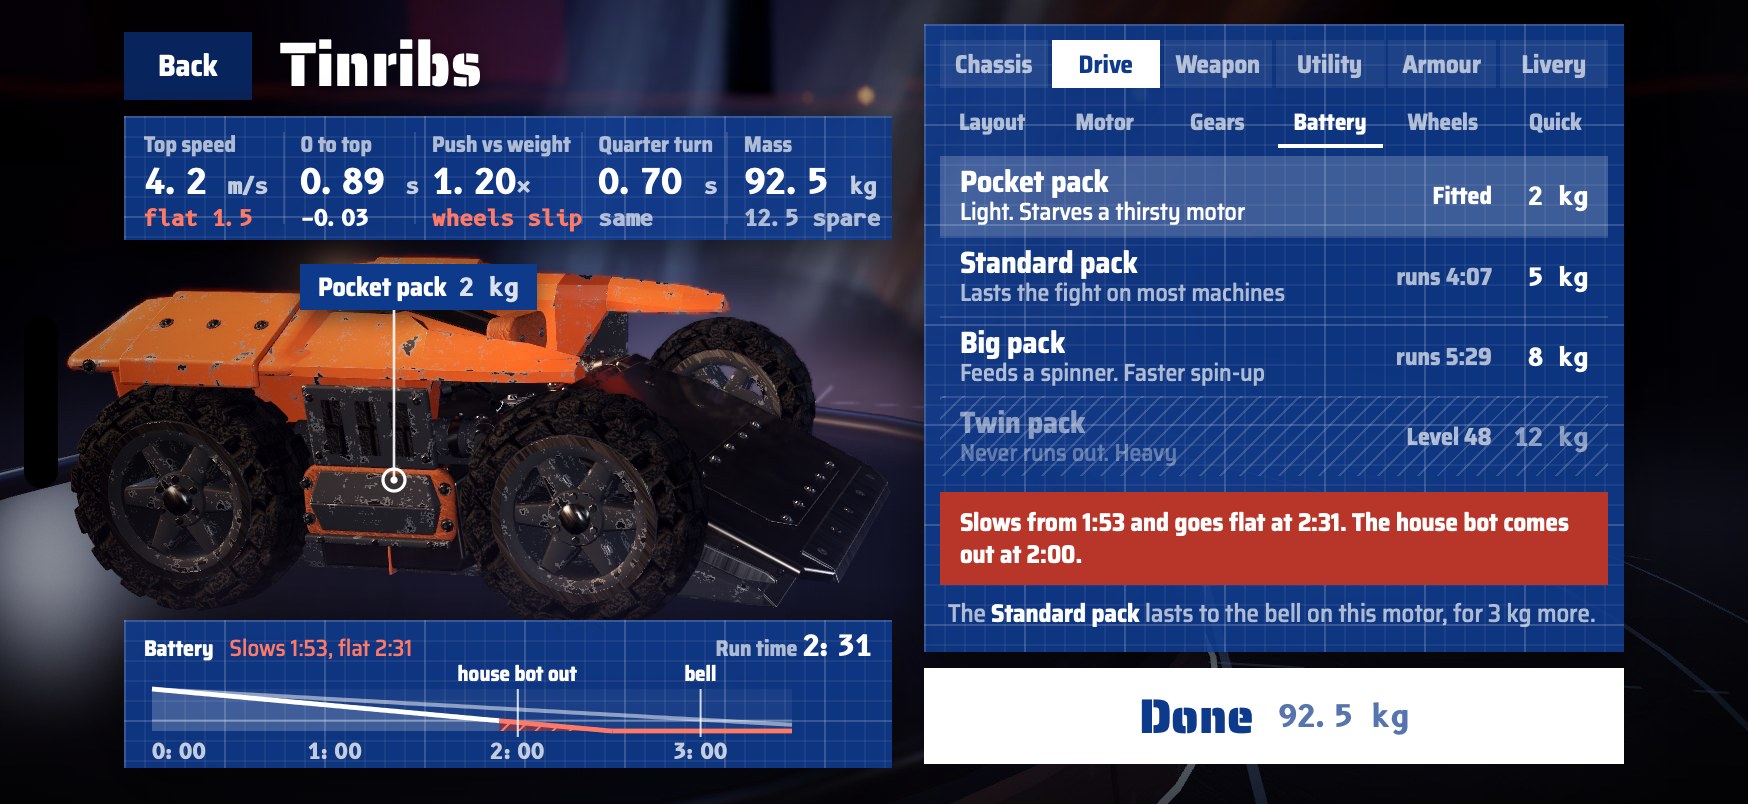 Back
Tinribs
Top speed
4.2 m/s
flat 1.5
0 to top
0.89 s
−0.03
Push vs weight
1.20×
wheels slip
Quarter turn
0.70 s
same
Mass
92.5 kg
12.5 spare
Pocket pack 2 kg
Battery Slows 1:53, flat 2:31
Run time 2:31
house bot out
bell
0:00
1:00
2:00
3:00
Chassis
Drive
Weapon
Utility
Armour
Livery
Layout
Motor
Gears
Battery
Wheels
Quick
Pocket pack
Light. Starves a thirsty motor
Fitted 2 kg
Standard pack
Lasts the fight on most machines
runs 4:07 5 kg
Big pack
Feeds a spinner. Faster spin-up
runs 5:29 8 kg
Twin pack
Never runs out. Heavy
Level 48 12 kg
Slows from 1:53 and goes flat at 2:31. The house bot comes
out at 2:00.
The Standard pack lasts to the bell on this motor, for 3 kg more.
Done 92.5 kg